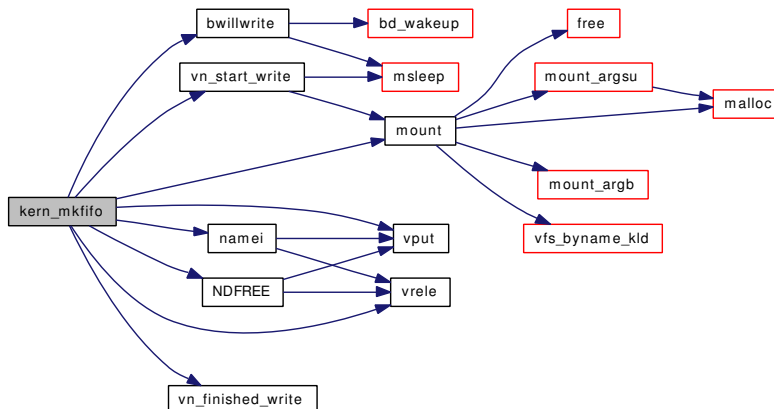 bwillwrite
bd_wakeup
free
vn_start_write
msleep
mount_argsu
malloc
mount
mount_argb
kern_mkfifo
namei
vput
vfs_byname_kld
NDFREE
vrele
vn_finished_write